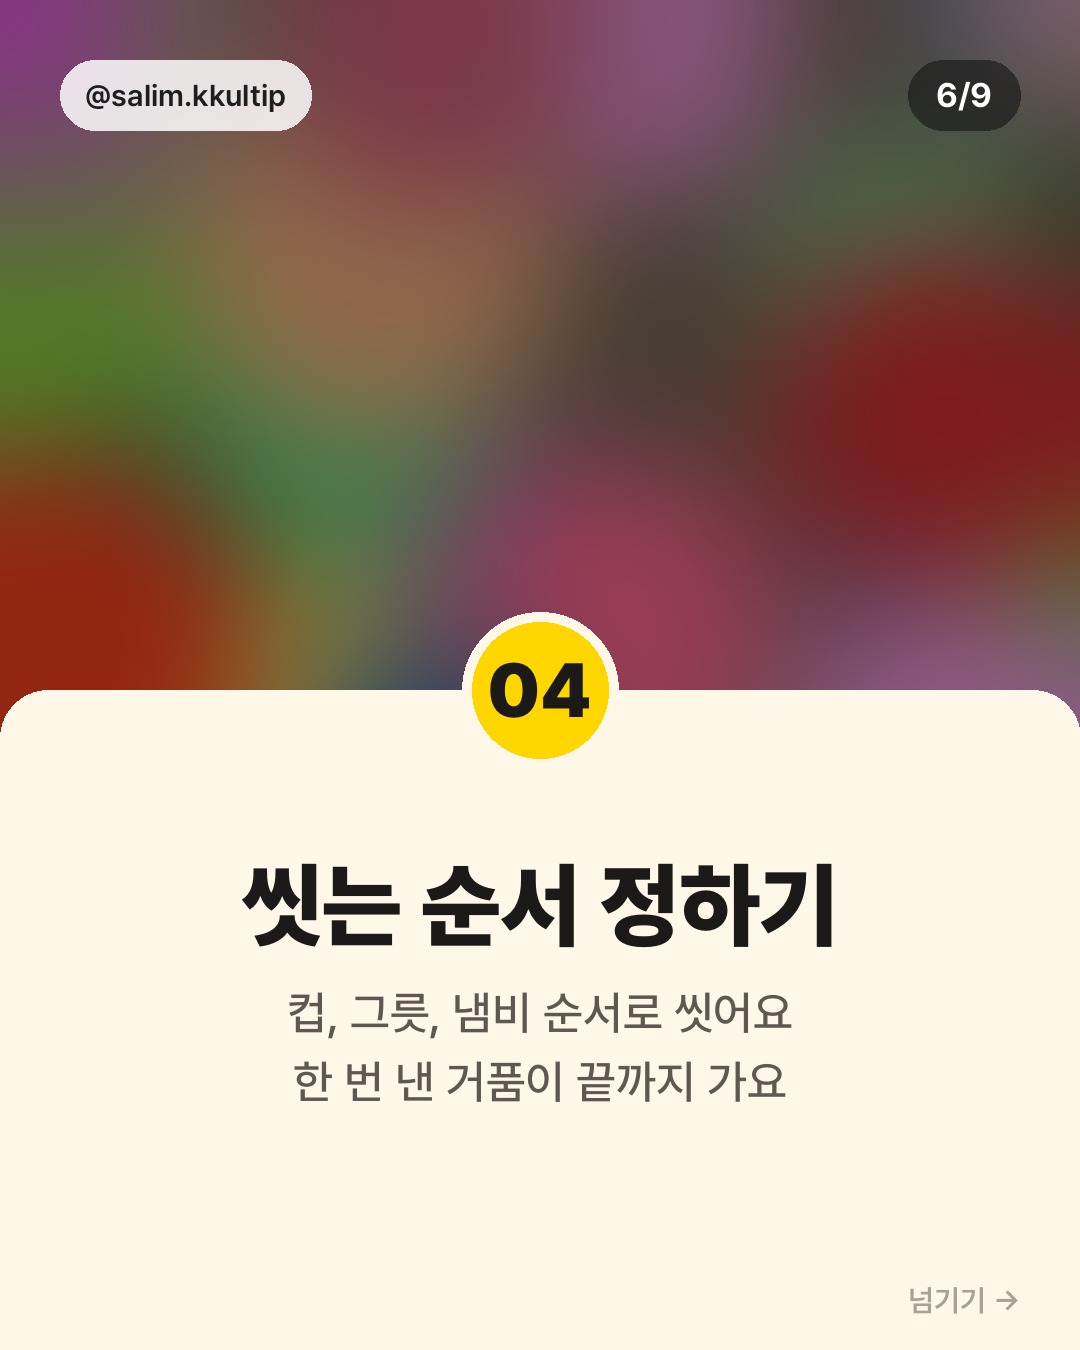 @salim.kkultip
6/9
04
씻는 순서 정하기
컵, 그릇, 냄비 순서로 씻어요
한 번 낸 거품이 끝까지 가요
넘기기 →